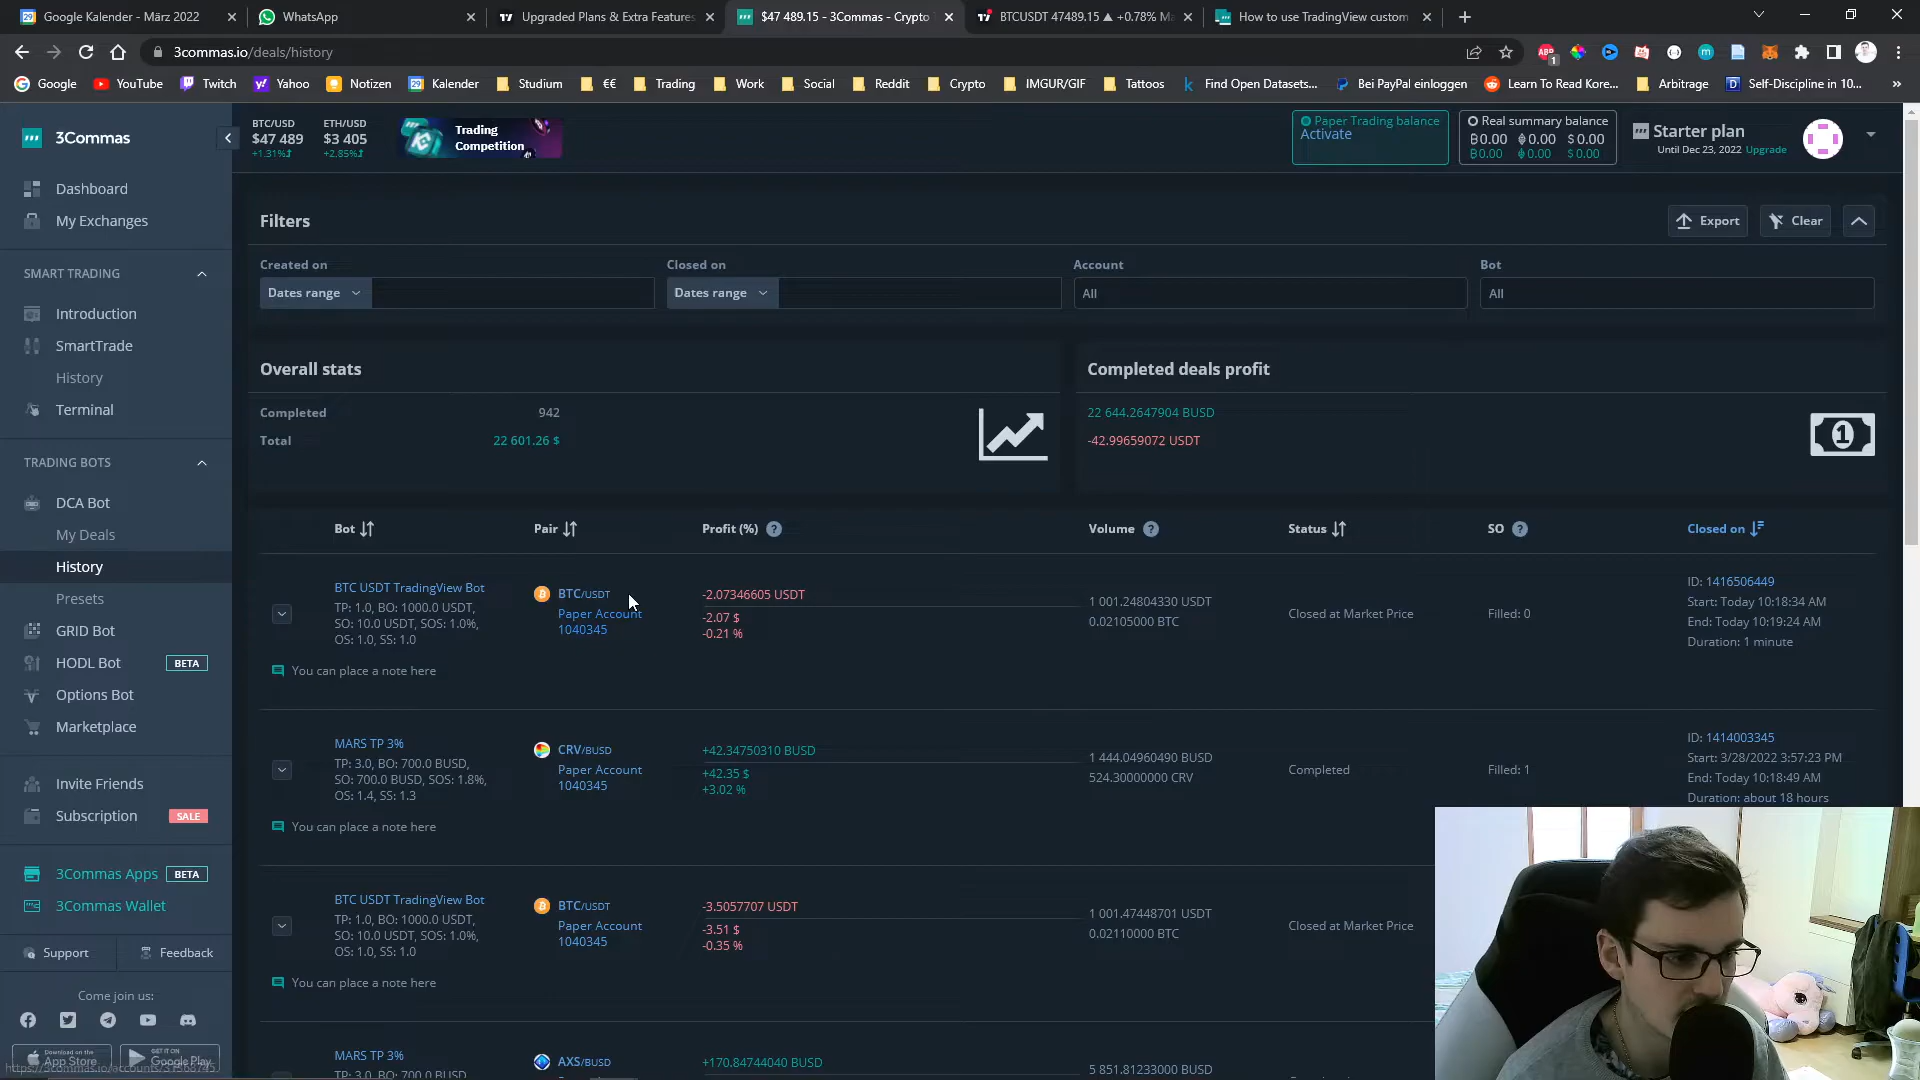 Google Kalender - März 2022
WhatsApp
Upgraded Plans & Extra Features
$47 489.15 - 3Commas - Crypto
BTCUSDT 47489.15 ▲ +0.78% Ma
How to use TradingView custom
3commas.io/deals/history
Google
YouTube
Twitch
Yahoo
Notizen
Kalender
Studium
€€
Trading
Work
Social
Reddit
Crypto
IMGUR/GIF
Tattoos
Find Open Datasets...
Bei PayPal einloggen
Learn To Read Kore...
Arbitrage
Self-Discipline in 10...
3Commas
BTC/USD
$47 489
+1.31%
ETH/USD
$3 405
+2.85%
Trading
Competition
Paper Trading balance
Activate
Real summary balance
0.00 0.00 $ 0.00
0.00 0.00 $ 0.00
Starter plan
Until Dec 23, 2022 Upgrade
Dashboard
My Exchanges
SMART TRADING
Introduction
SmartTrade
History
Terminal
TRADING BOTS
DCA Bot
My Deals
History
Presets
GRID Bot
HODL Bot BETA
Options Bot
Marketplace
Invite Friends
Subscription SALE
3Commas Apps BETA
3Commas Wallet
Support
Feedback
Come join us:
Download on the
App Store
GET IT ON
Google Play
Filters
Export
Clear
Created on
Dates range
Closed on
Dates range
Account
All
Bot
All
Overall stats
Completed 942
Total 22 601.26 $
Completed deals profit
22 644.2647904 BUSD
-42.99659072 USDT
Bot
Pair
Profit (%) ?
Volume ?
Status
SO ?
Closed on
BTC USDT TradingView Bot
TP: 1.0, BO: 1000.0 USDT,
SO: 10.0 USDT, SOS: 1.0%,
OS: 1.0, SS: 1.0
BTC/USDT
Paper Account
1040345
-2.07346605 USDT
-2.07 $
-0.21 %
1 001.24804330 USDT
0.02105000 BTC
Closed at Market Price
Filled: 0
ID: 1416506449
Start: Today 10:18:34 AM
End: Today 10:19:24 AM
Duration: 1 minute
You can place a note here
MARS TP 3%
TP: 3.0, BO: 700.0 BUSD,
SO: 700.0 BUSD, SOS: 1.8%,
OS: 1.4, SS: 1.3
CRV/BUSD
Paper Account
1040345
+42.34750310 BUSD
+42.35 $
+3.02 %
1 444.04960490 BUSD
524.30000000 CRV
Completed
Filled: 1
ID: 1414003345
Start: 3/28/2022 3:57:23 PM
End: Today 10:18:49 AM
Duration: about 18 hours
You can place a note here
BTC USDT TradingView Bot
TP: 1.0, BO: 1000.0 USDT,
SO: 10.0 USDT, SOS: 1.0%,
OS: 1.0, SS: 1.0
BTC/USDT
Paper Account
1040345
-3.5057707 USDT
-3.51 $
-0.35 %
1 001.47448701 USDT
0.02110000 BTC
Closed at Market Price
You can place a note here
MARS TP 3%
TP: 3.0, BO: 700.0 BUSD,
AXS/BUSD
+170.84744040 BUSD
5 851.81233000 BUSD